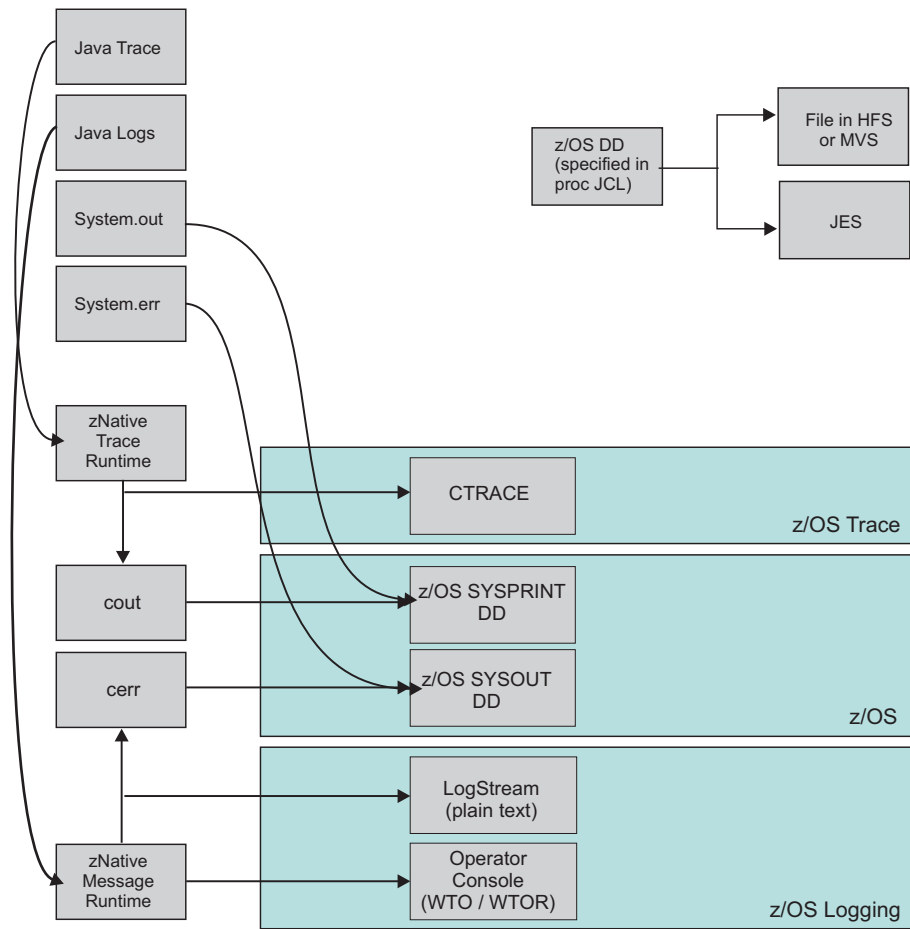 Java Trace
Java Logs
System.out
System.err
z/OS DD
(specified in
proc JCL)
File in HFS
or MVS
JES
zNative
Trace
Runtime
CTRACE
z/OS Trace
cout
z/OS SYSPRINT
DD
cerr
z/OS SYSOUT
DD
z/OS
LogStream
(plain text)
zNative
Message
Runtime
Operator
Console
(WTO / WTOR)
z/OS Logging